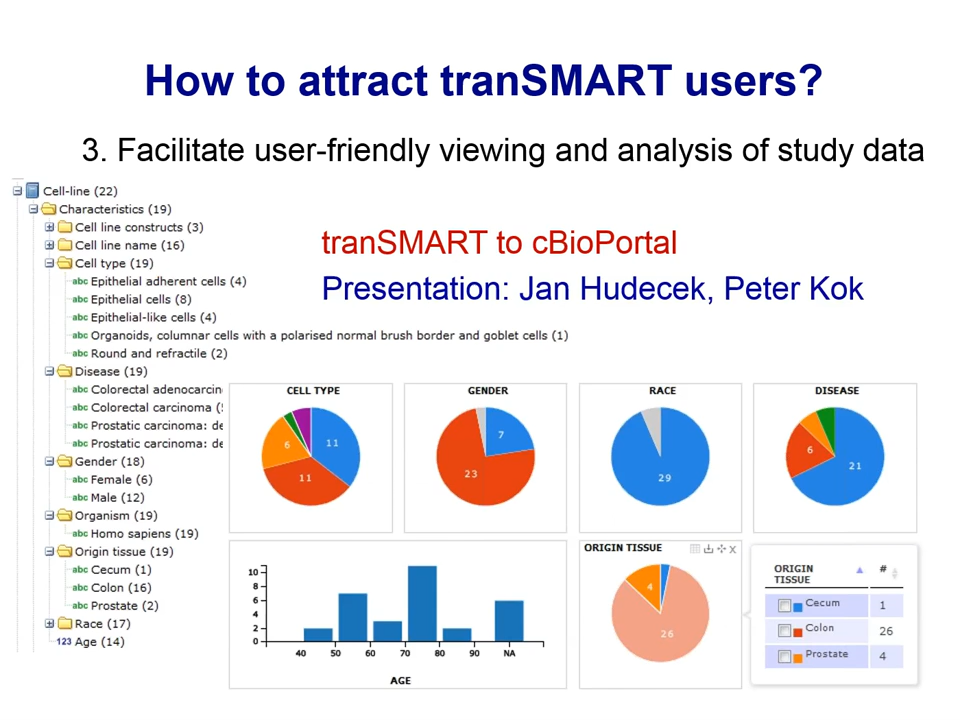 How to attract tranSMART users?
3. Facilitate user-friendly viewing and analysis of study data
tranSMART to cBioPortal
Presentation: Jan Hudecek, Peter Kok
Cell-line (22)
Characteristics (19)
Cell line constructs (3)
Cell line name (16)
Cell type (19)
abc Epithelial adherent cells (4)
abc Epithelial cells (8)
abc Epithelial-like cells (4)
abc Organoids, columnar cells with a polarised normal brush border and goblet cells (1)
abc Round and refractile (2)
Disease (19)
abc Colorectal adenocarcin
abc Colorectal carcinoma (
abc Prostatic carcinoma: de
abc Prostatic carcinoma: de
Gender (18)
abc Female (6)
abc Male (12)
Organism (19)
abc Homo sapiens (19)
Origin tissue (19)
abc Cecum (1)
abc Colon (16)
abc Prostate (2)
Race (17)
123 Age (14)
CELL TYPE
11
6
11
GENDER
7
23
RACE
29
DISEASE
6
21
10
8
6
4
2
0
40 50 60 70 80 90 NA
AGE
ORIGIN TISSUE
4
26
ORIGIN TISSUE #
Cecum 1
Colon 26
Prostate 4